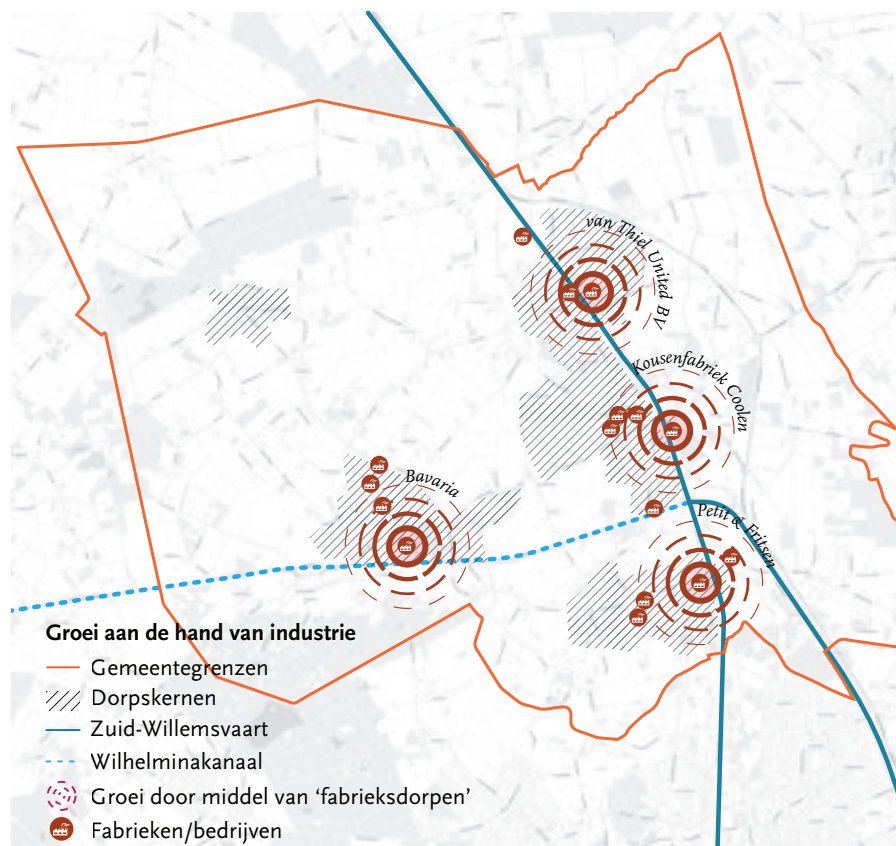 van Thiel United BV
Kousenfabriek Coolen
Bavaria
Petit & Fritsen
Groei aan de hand van industrie
Gemeentegrenzen
Dorpskernen
Zuid-Willemsvaart
Wilhelminakanaal
Groei door middel van ‘fabrieksdorpen’
Fabrieken/bedrijven